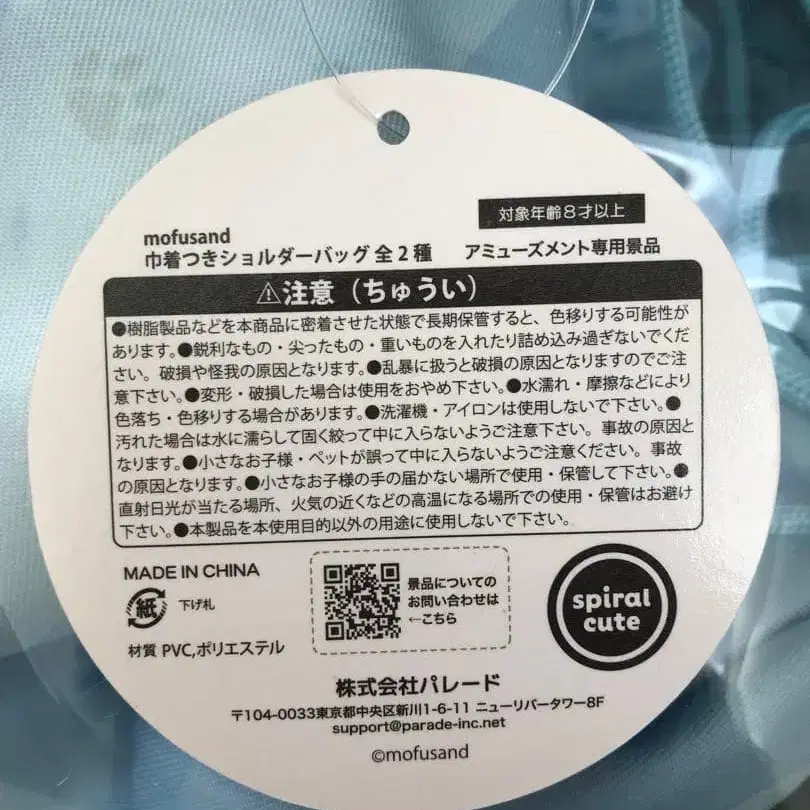 対象年齢8才以上
mofusand
巾着つきショルダーバッグ 全2種 アミューズメント専用景品
⚠注意（ちゅうい）
●樹脂製品などを本商品に密着させた状態で長期保管すると、色移りする可能性が
あります。●鋭利なもの・尖ったもの・重いものを入れたり詰め込み過ぎないでくだ
さい。破損や怪我の原因となります。●乱暴に扱うと破損の原因となりますのでご注
意下さい。●変形・破損した場合は使用をおやめ下さい。●水濡れ・摩擦などにより
色落ち・色移りする場合があります。●洗濯機・アイロンは使用しないで下さい。●
汚れた場合は水に濡らして固く絞って中に入らないようご注意下さい。事故の原因と
なります。●小さなお子様・ペットが誤って中に入らないようご注意ください。事故
の原因となります。●小さなお子様の手の届かない場所で使用・保管して下さい。●
直射日光が当たる場所、火気の近くなどの高温になる場所での使用・保管はお避け
下さい。●本製品を本使用目的以外の用途に使用しないで下さい。
MADE IN CHINA
紙 下げ札
材質 PVC,ポリエステル
景品についての
お問い合わせは
←こちら
spiral
cute
株式会社パレード
〒104-0033東京都中央区新川1-6-11 ニューリバータワー8F
support@parade-inc.net
©mofusand